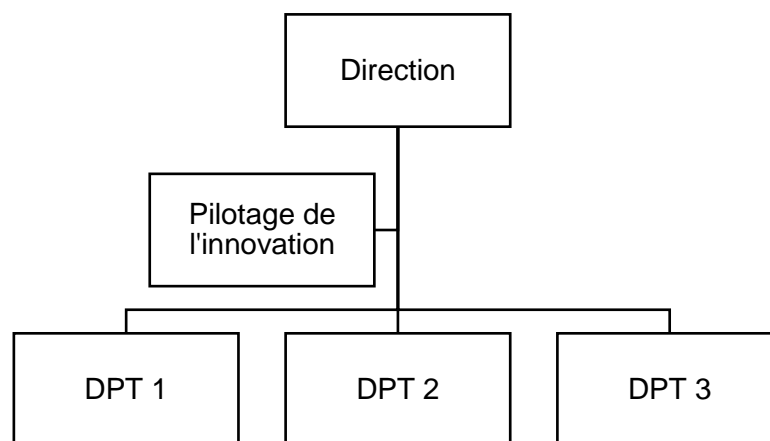 Direction
Pilotage de
l'innovation
DPT 1
DPT 2
DPT 3